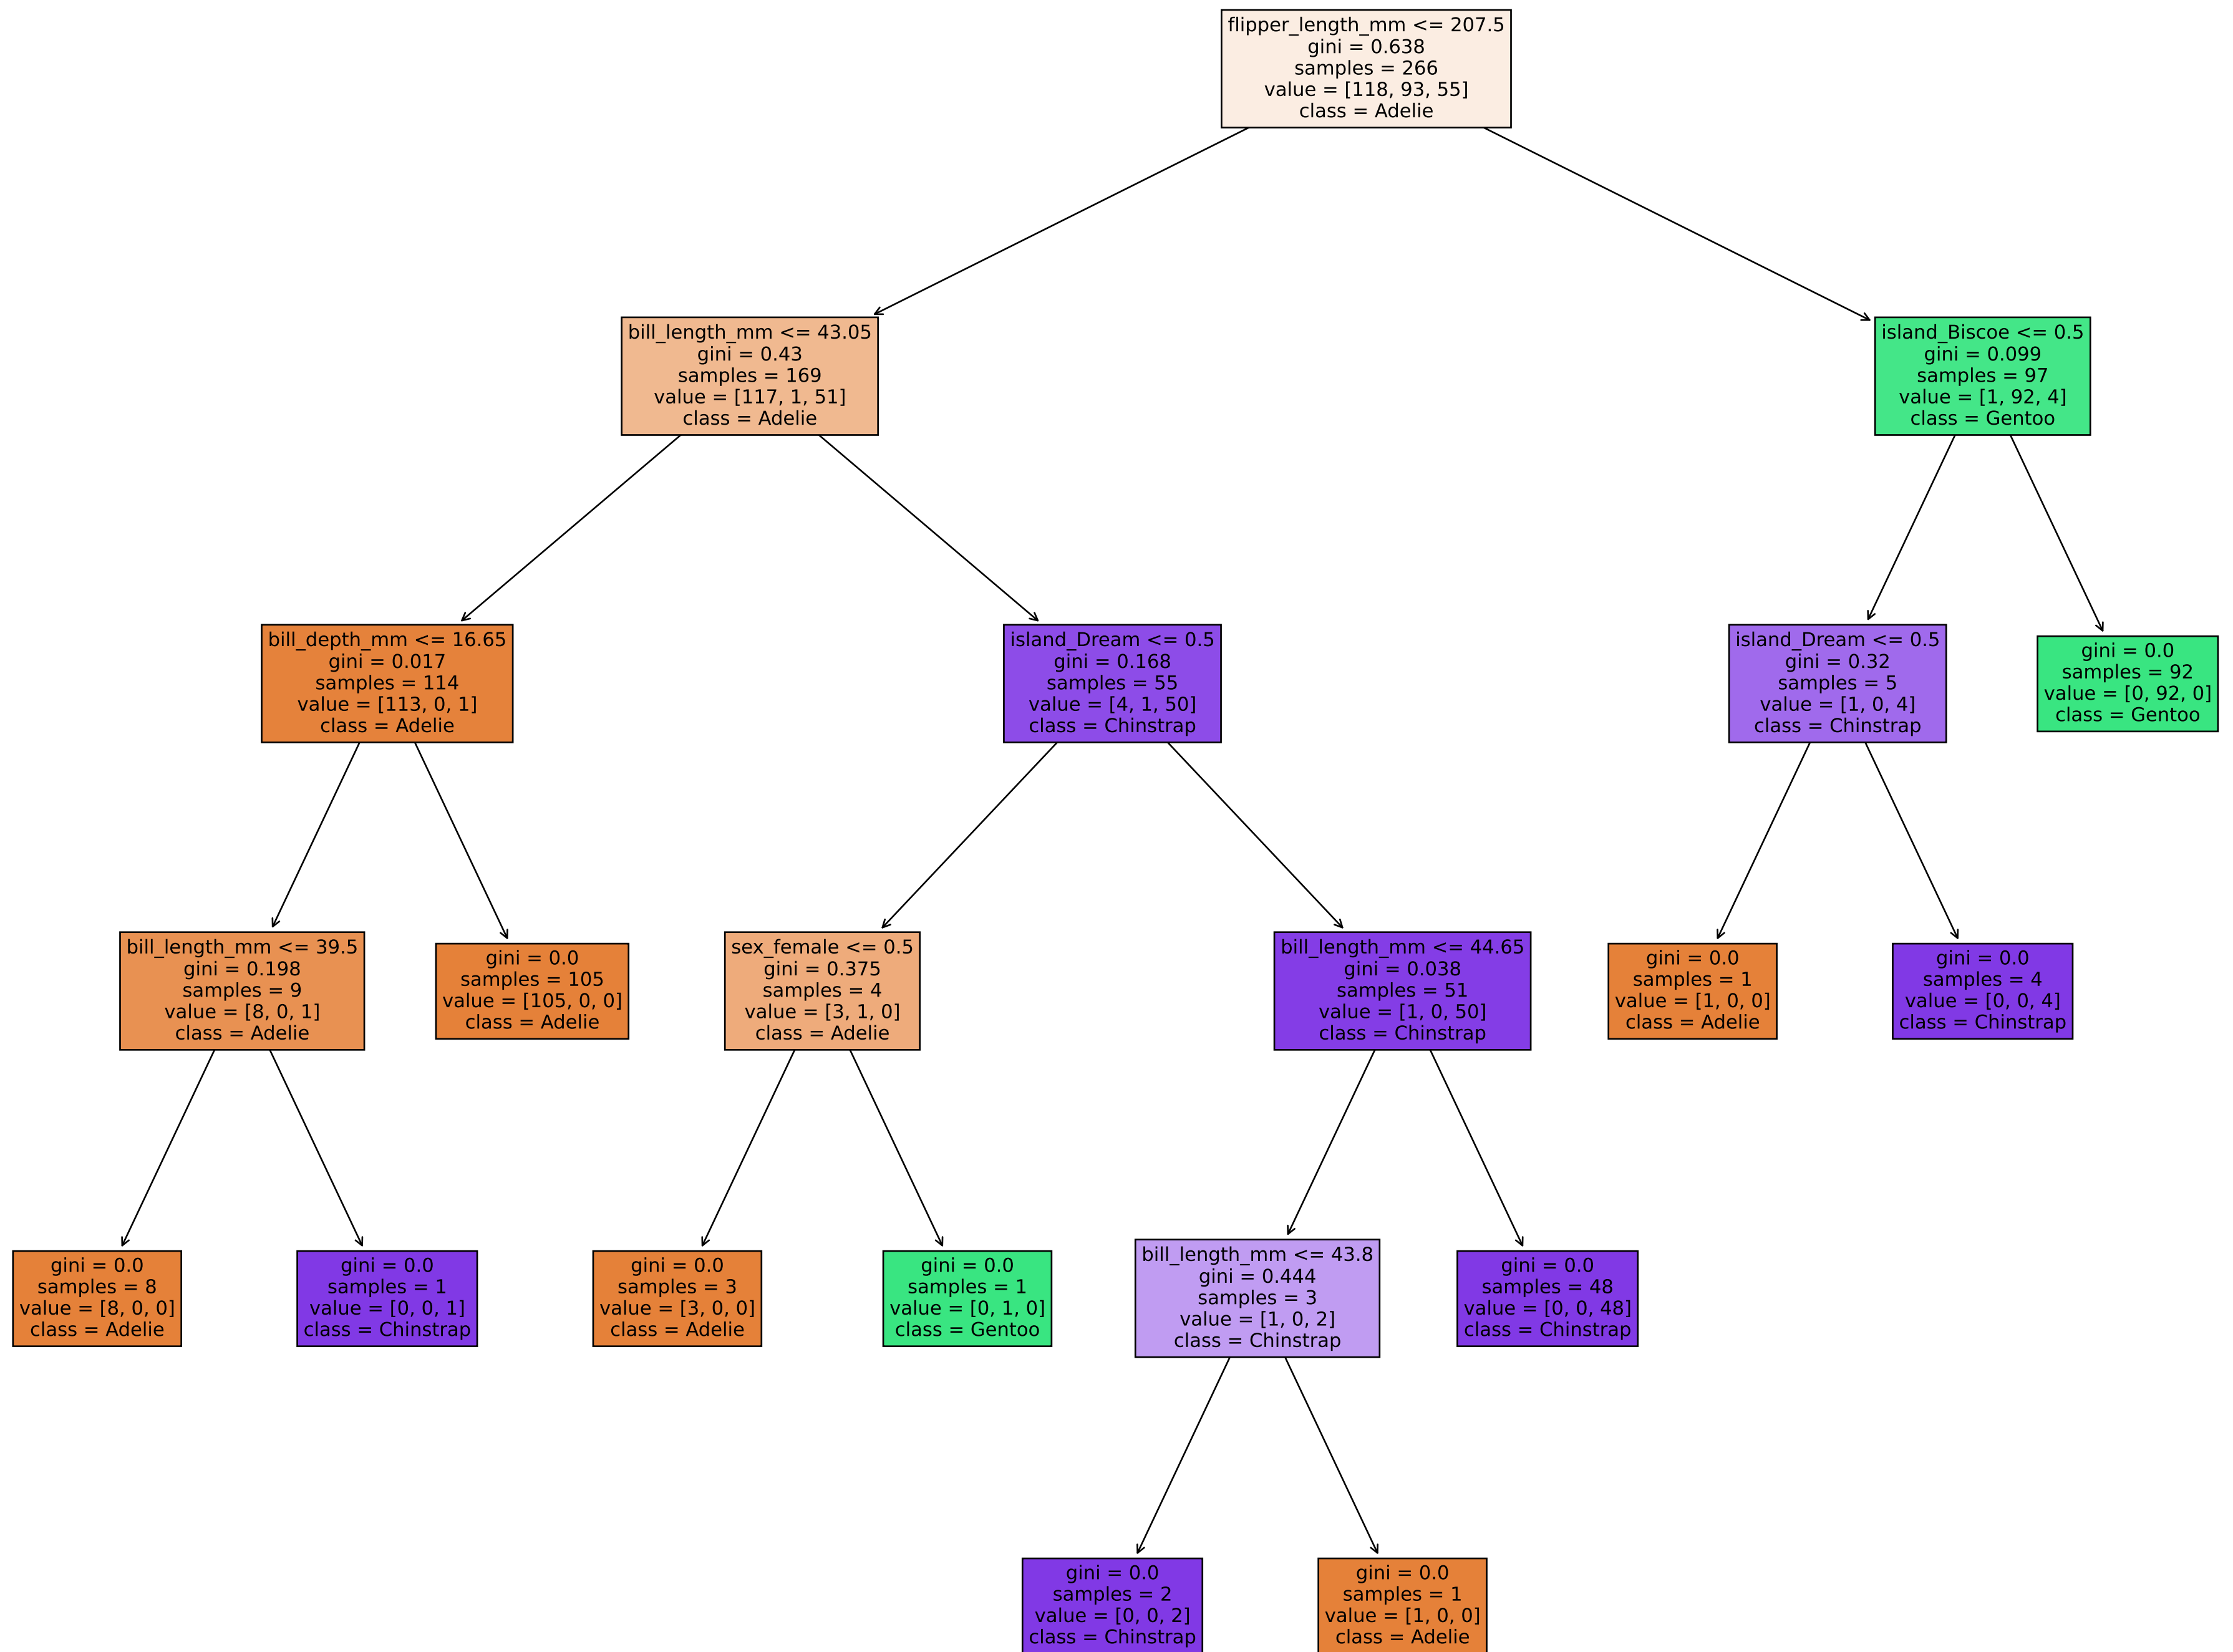 flipper_length_mm <= 207.5
gini = 0.638
samples = 266
value = [118, 93, 55]
class = Adelie
bill_length_mm <= 43.05
gini = 0.43
samples = 169
value = [117, 1, 51]
class = Adelie
island_Biscoe <= 0.5
gini = 0.099
samples = 97
value = [1, 92, 4]
class = Gentoo
bill_depth_mm <= 16.65
gini = 0.017
samples = 114
value = [113, 0, 1]
class = Adelie
island_Dream <= 0.5
gini = 0.168
samples = 55
value = [4, 1, 50]
class = Chinstrap
island_Dream <= 0.5
gini = 0.32
samples = 5
value = [1, 0, 4]
class = Chinstrap
gini = 0.0
samples = 92
value = [0, 92, 0]
class = Gentoo
bill_length_mm <= 39.5
gini = 0.198
samples = 9
value = [8, 0, 1]
class = Adelie
gini = 0.0
samples = 105
value = [105, 0, 0]
class = Adelie
sex_female <= 0.5
gini = 0.375
samples = 4
value = [3, 1, 0]
class = Adelie
bill_length_mm <= 44.65
gini = 0.038
samples = 51
value = [1, 0, 50]
class = Chinstrap
gini = 0.0
samples = 1
value = [1, 0, 0]
class = Adelie
gini = 0.0
samples = 4
value = [0, 0, 4]
class = Chinstrap
gini = 0.0
samples = 8
value = [8, 0, 0]
class = Adelie
gini = 0.0
samples = 1
value = [0, 0, 1]
class = Chinstrap
gini = 0.0
samples = 3
value = [3, 0, 0]
class = Adelie
gini = 0.0
samples = 1
value = [0, 1, 0]
class = Gentoo
bill_length_mm <= 43.8
gini = 0.444
samples = 3
value = [1, 0, 2]
class = Chinstrap
gini = 0.0
samples = 48
value = [0, 0, 48]
class = Chinstrap
gini = 0.0
samples = 2
value = [0, 0, 2]
class = Chinstrap
gini = 0.0
samples = 1
value = [1, 0, 0]
class = Adelie